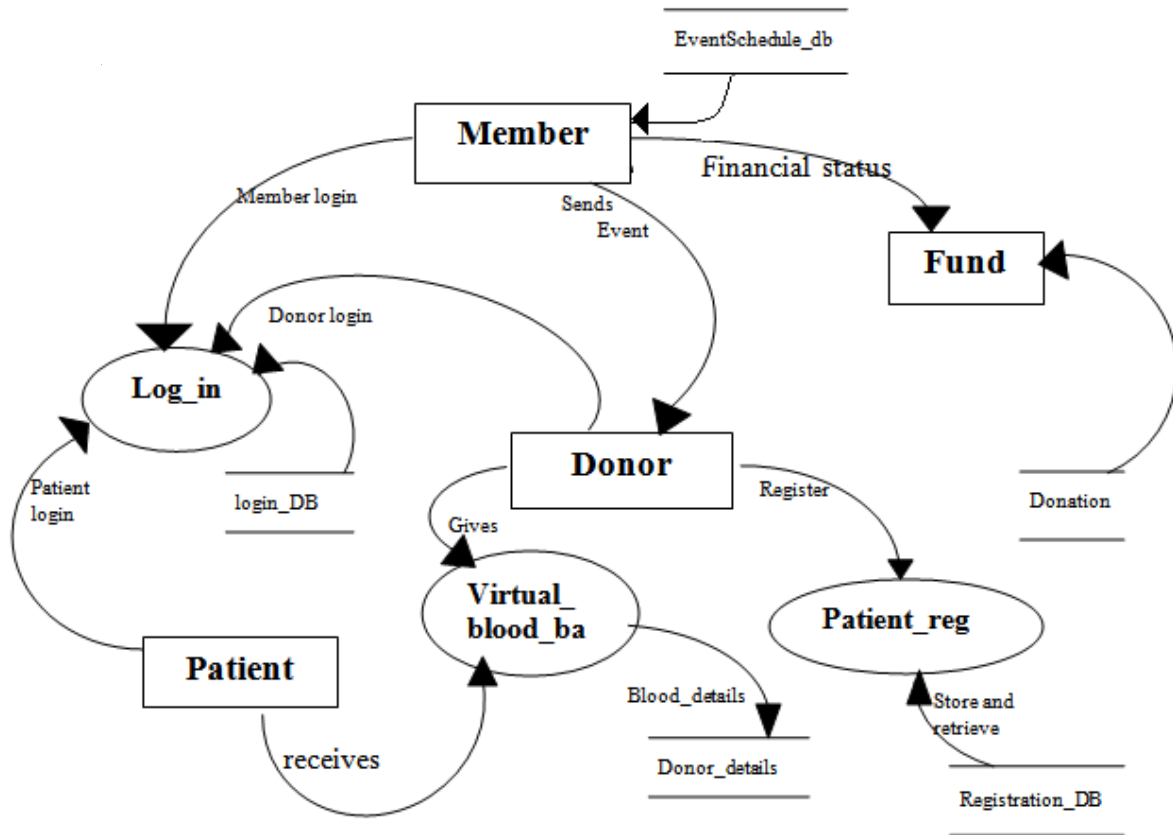 EventSchedule_db
Member
Financial status
Member login
Sends
Event
Fund
Donor login
Log_in
Donor
Patient
login
login_DB
Register
Donation
Gives
Virtual_
blood_ba
Patient_reg
Patient
Blood_details
Store and
retrieve
receives
Donor_details
Registration_DB